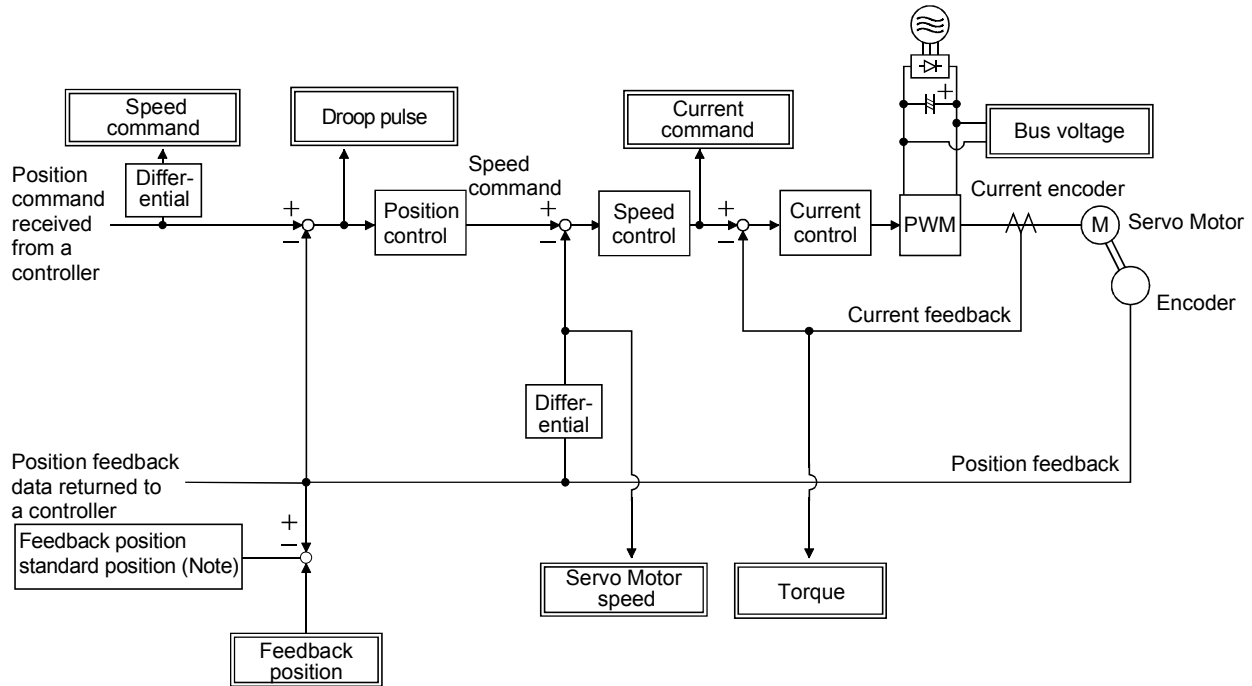 Speed
command
Droop pulse
Current
command
+
Bus voltage
Position
command
received
from a
controller
Differ-
ential
+
−
Position
control
Speed
command
+
−
Speed
control
+
−
Current
control
PWM
Current encoder
M
Servo Motor
Encoder
Current feedback
Differ-
ential
Position feedback
data returned to
a controller
Position feedback
+
−
Feedback position
standard position (Note)
Servo Motor
speed
Torque
Feedback
position